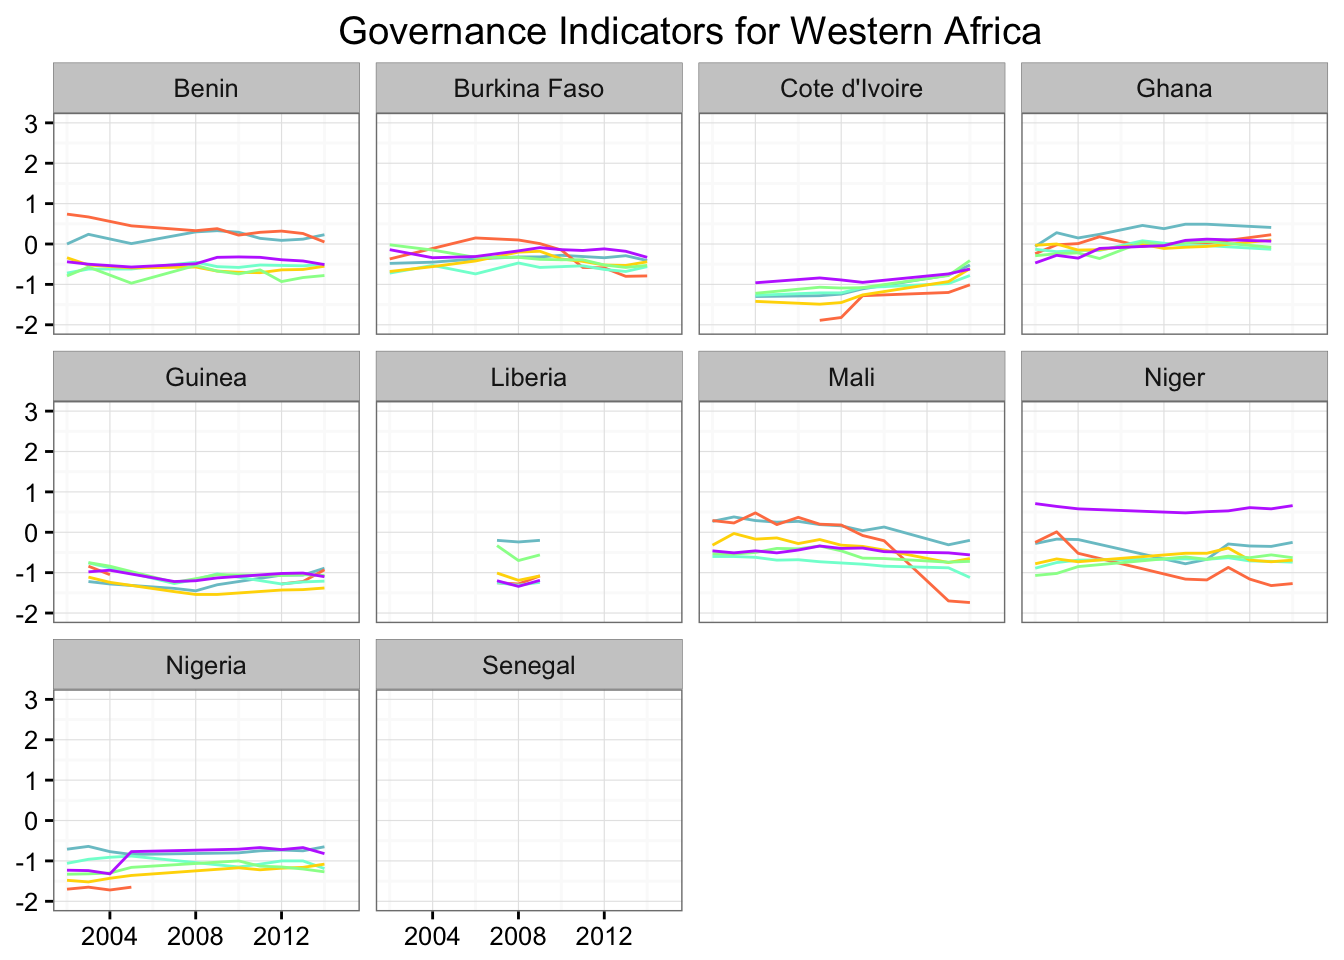 Governance Indicators for Western Africa
Benin
Burkina Faso
Cote d'Ivoire
Ghana
3
2
1
0
-1
-2
Guinea
Liberia
Mali
Niger
3
2
1
0
-1
-2
Nigeria
Senegal
3
2
1
0
-1
-2
2004 2008 2012
2004 2008 2012